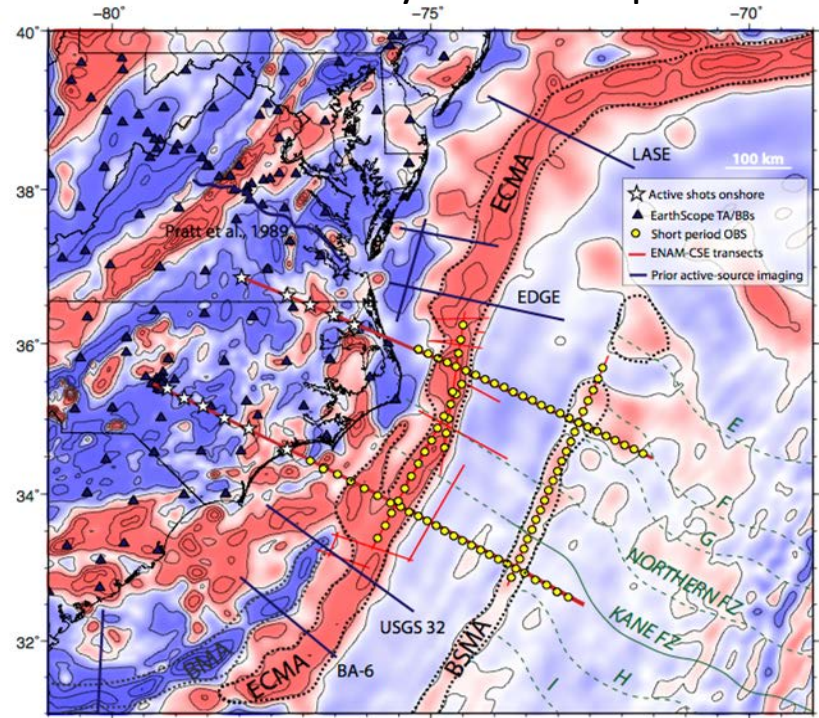 −80˚ −75˚ −70˚
40˚
38˚
36˚
34˚
32˚
LASE
100 km
ECMA
Active shots onshore
EarthScope TA/BBs
Short period OBS
ENAM-CSE transects
Prior active-source imaging
Pratt et al., 1989
EDGE
E
F
G
NORTHERN FZ
KANE FZ
USGS 32
BSMA
H
I
BMA
ECMA
BA-6